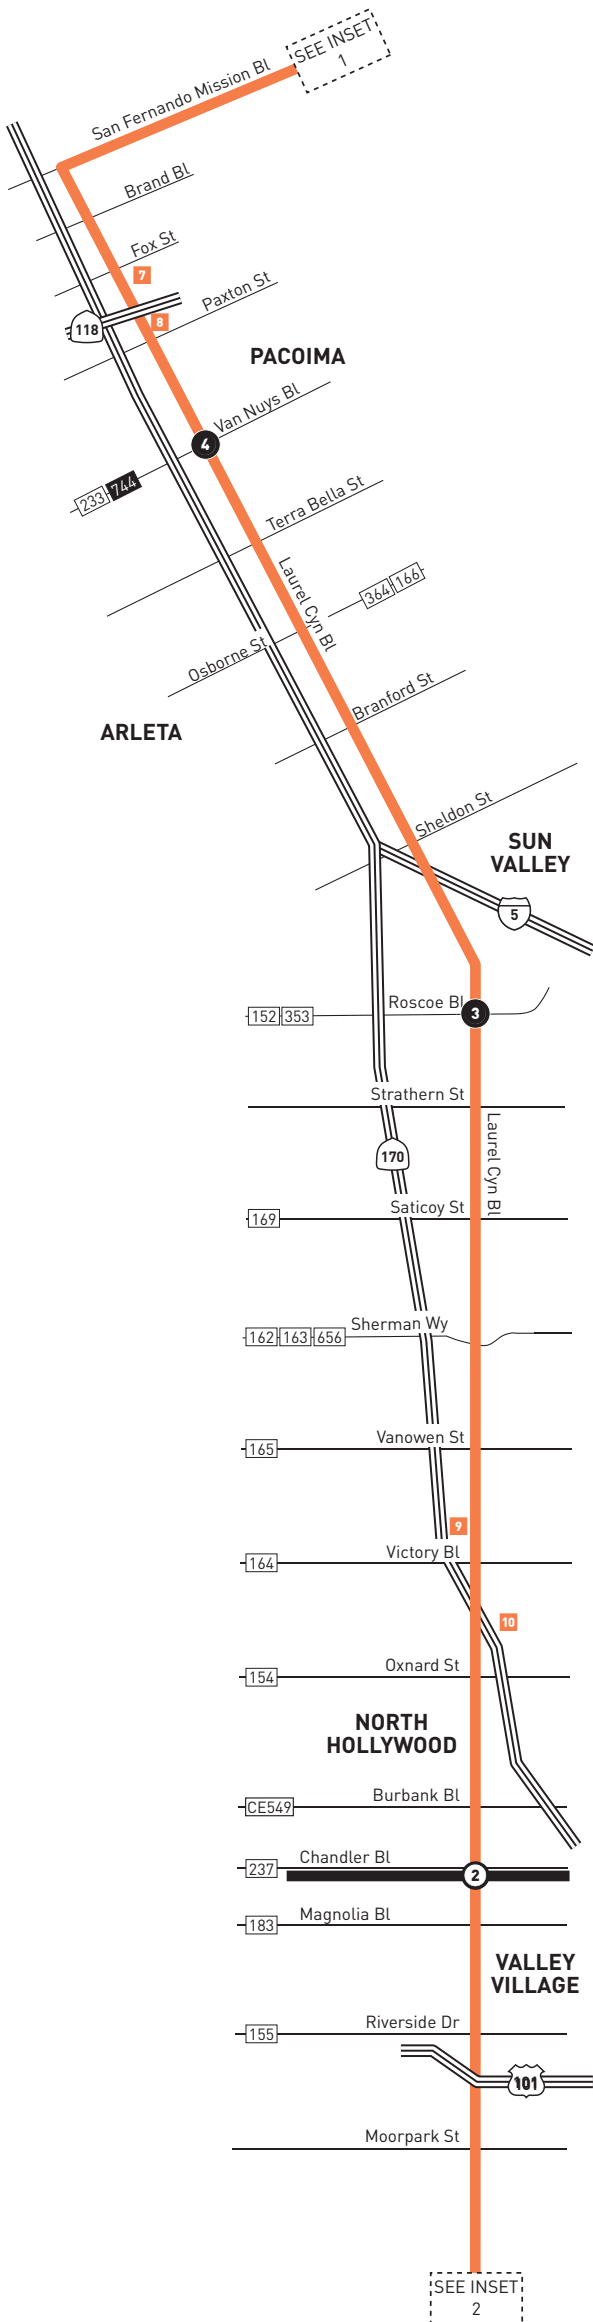 SEE INSET
1
San Fernando Mission Bl
Brand Bl
Fox St
7
Paxton St
8
118
PACOIMA
Van Nuys Bl
4
233 744
Terra Bella St
Laurel Cyn Bl
364 166
Osborne St
Branford St
ARLETA
Sheldon St
SUN
VALLEY
5
Roscoe Bl
152 353
3
Strathern St
Laurel Cyn Bl
170
Saticoy St
169
Sherman Wy
162 163 656
Vanowen St
165
9
Victory Bl
164
10
Oxnard St
154
NORTH
HOLLYWOOD
Burbank Bl
CE549
Chandler Bl
237
2
Magnolia Bl
183
VALLEY
VILLAGE
Riverside Dr
155
101
Moorpark St
SEE INSET
2